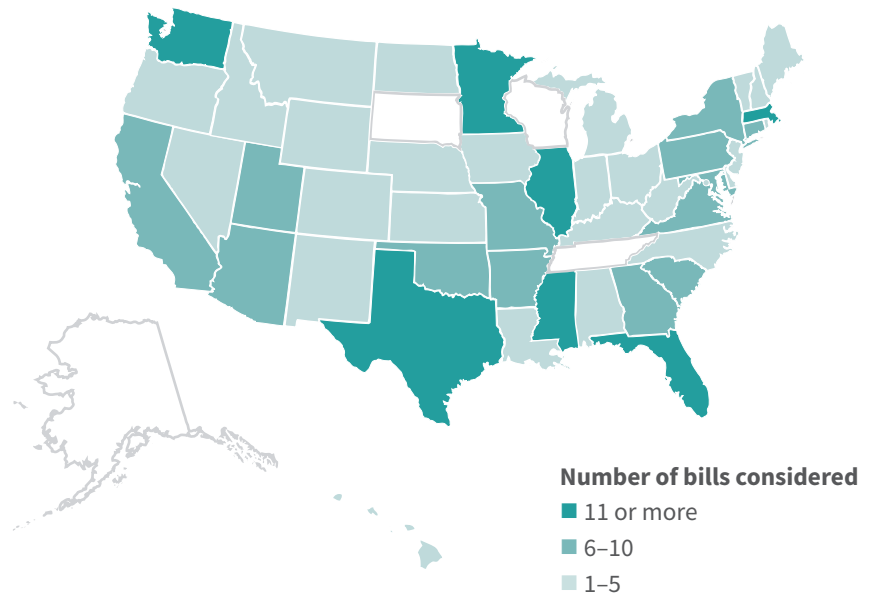 Number of bills considered
11 or more
6–10
1–5